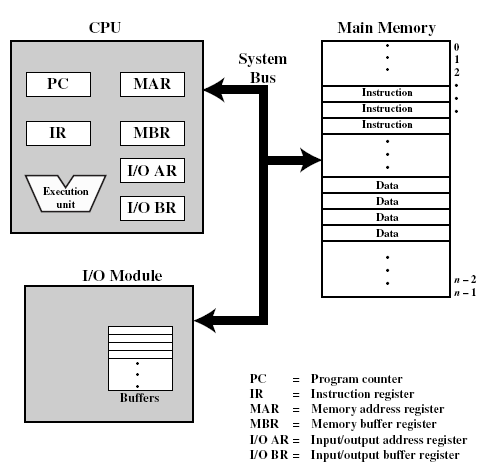 CPU
PC
MAR
IR
MBR
I/O AR
Execution
unit
I/O BR
System
Bus
Main Memory
0
1
2
Instruction
Instruction
Instruction
Data
Data
Data
Data
n – 2
n – 1
I/O Module
Buffers
PC = Program counter
IR = Instruction register
MAR = Memory address register
MBR = Memory buffer register
I/O AR = Input/output address register
I/O BR = Input/output buffer register